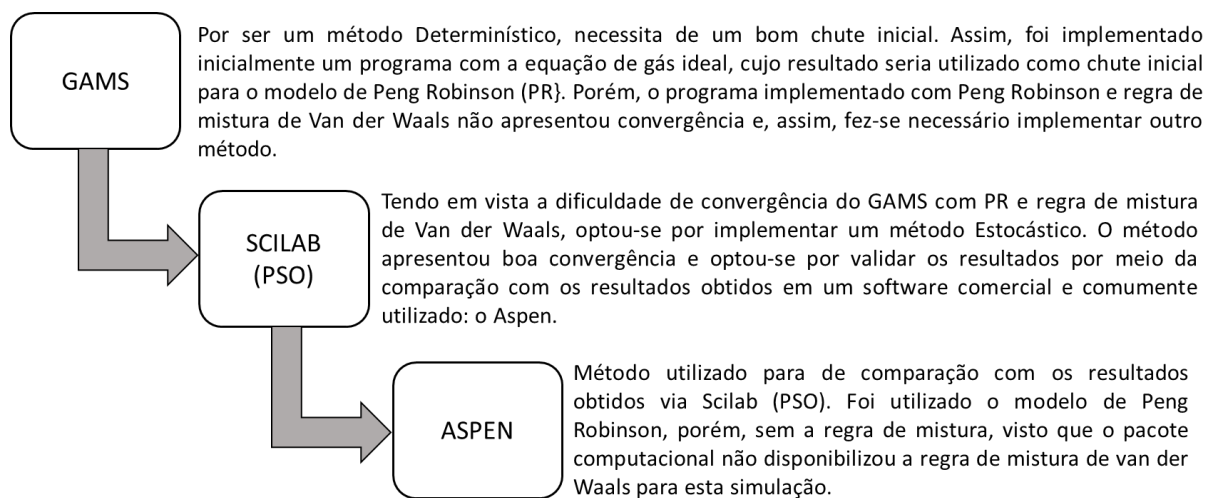 GAMS
Por ser um método Determinístico, necessita de um bom chute inicial. Assim, foi implementado
inicialmente um programa com a equação de gás ideal, cujo resultado seria utilizado como chute inicial
para o modelo de Peng Robinson (PR}. Porém, o programa implementado com Peng Robinson e regra de
mistura de Van der Waals não apresentou convergência e, assim, fez-se necessário implementar outro
método.
SCILAB
(PSO)
Tendo em vista a dificuldade de convergência do GAMS com PR e regra de mistura
de Van der Waals, optou-se por implementar um método Estocástico. O método
apresentou boa convergência e optou-se por validar os resultados por meio da
comparação com os resultados obtidos em um software comercial e comumente
utilizado: o Aspen.
ASPEN
Método utilizado para de comparação com os resultados
obtidos via Scilab (PSO). Foi utilizado o modelo de Peng
Robinson, porém, sem a regra de mistura, visto que o pacote
computacional não disponibilizou a regra de mistura de van der
Waals para esta simulação.